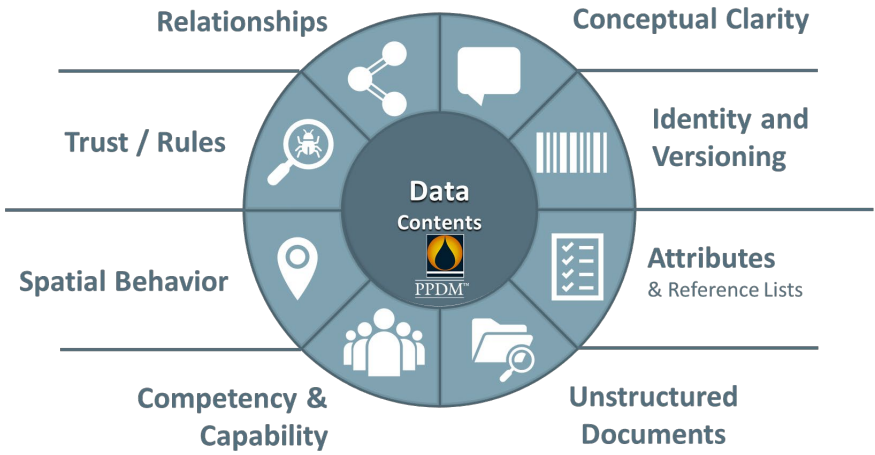 Relationships
Conceptual Clarity
Trust / Rules
Identity and
Versioning
Data
Contents
PPDM™
Spatial Behavior
Attributes
& Reference Lists
Competency &
Capability
Unstructured
Documents